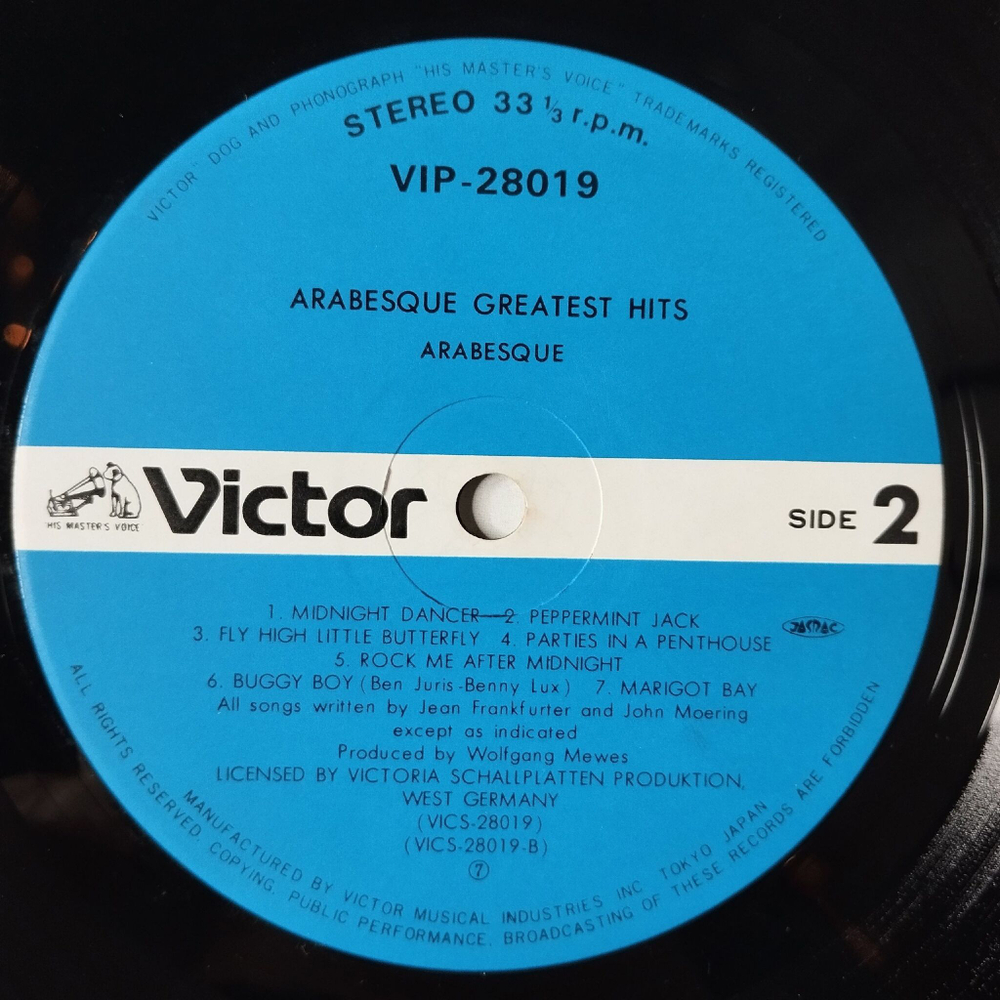 "VICTOR" DOG AND PHONOGRAPH "HIS MASTER'S VOICE" TRADEMARKS REGISTERED
STEREO 33 1/3 r.p.m.
VIP-28019
ARABESQUE GREATEST HITS
ARABESQUE
HIS MASTER'S VOICE
Victor
SIDE 2
1. MIDNIGHT DANCER—2. PEPPERMINT JACK
3. FLY HIGH LITTLE BUTTERFLY 4. PARTIES IN A PENTHOUSE
JASRAC
5. ROCK ME AFTER MIDNIGHT
6. BUGGY BOY (Ben Juris-Benny Lux) 7. MARIGOT BAY
All songs written by Jean Frankfurter and John Moering
except as indicated
Produced by Wolfgang Mewes
LICENSED BY VICTORIA SCHALLPLATTEN PRODUKTION,
WEST GERMANY
(VICS-28019)
(VICS-28019-B)
⑦
MANUFACTURED BY VICTOR MUSICAL INDUSTRIES INC. TOKYO JAPAN
ALL RIGHTS RESERVED. COPYING, PUBLIC PERFORMANCE, BROADCASTING OF THESE RECORDS ARE FORBIDDEN